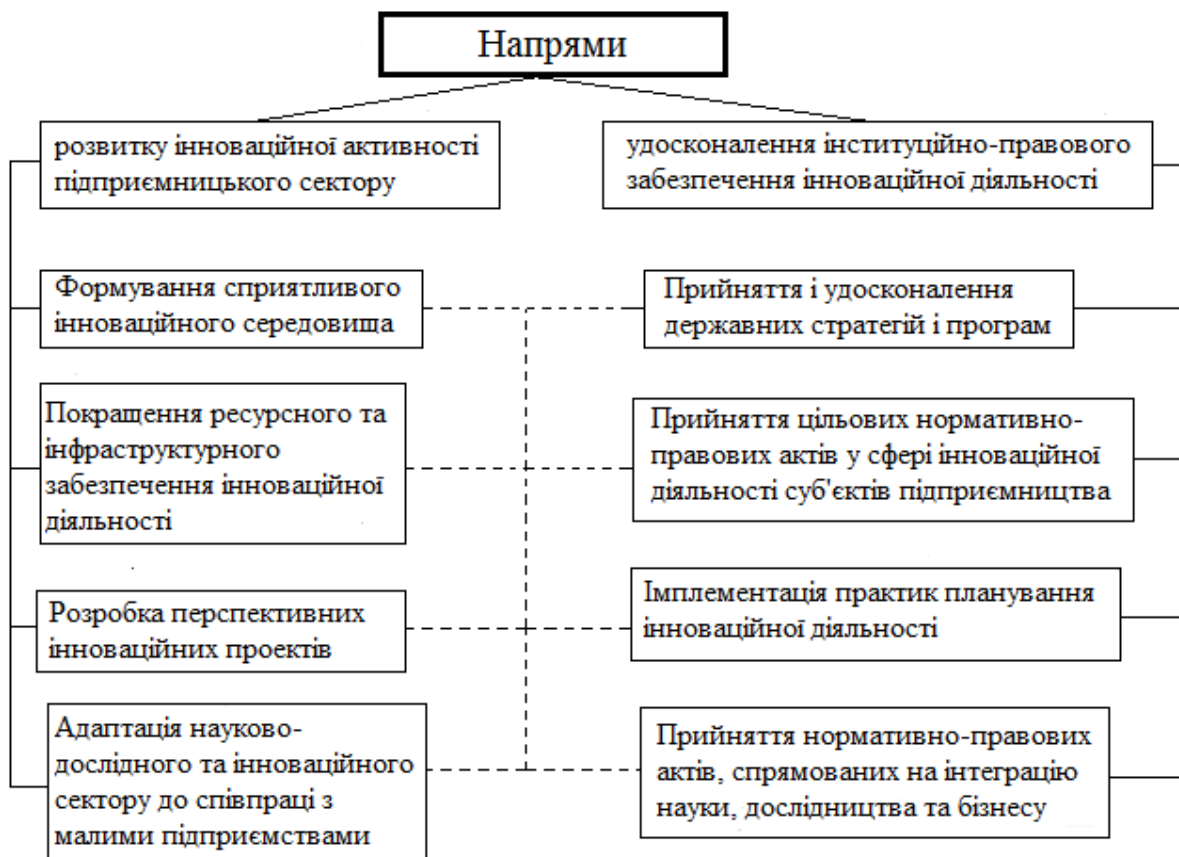 Напрями
розвитку інноваційної активності
підприємницького сектору
удосконалення інституційно-правового
забезпечення інноваційної діяльності
Формування сприятливого
інноваційного середовища
Прийняття і удосконалення
державних стратегій і програм
Покращення ресурсного та
інфраструктурного
забезпечення інноваційної
діяльності
Прийняття цільових нормативно-
правових актів у сфері інноваційної
діяльності суб'єктів підприємництва
Розробка перспективних
інноваційних проектів
Імплементація практик планування
інноваційної діяльності
Адаптація науково-
дослідного та інноваційного
сектору до співпраці з
малими підприємствами
Прийняття нормативно-правових
актів, спрямованих на інтеграцію
науки, дослідництва та бізнесу